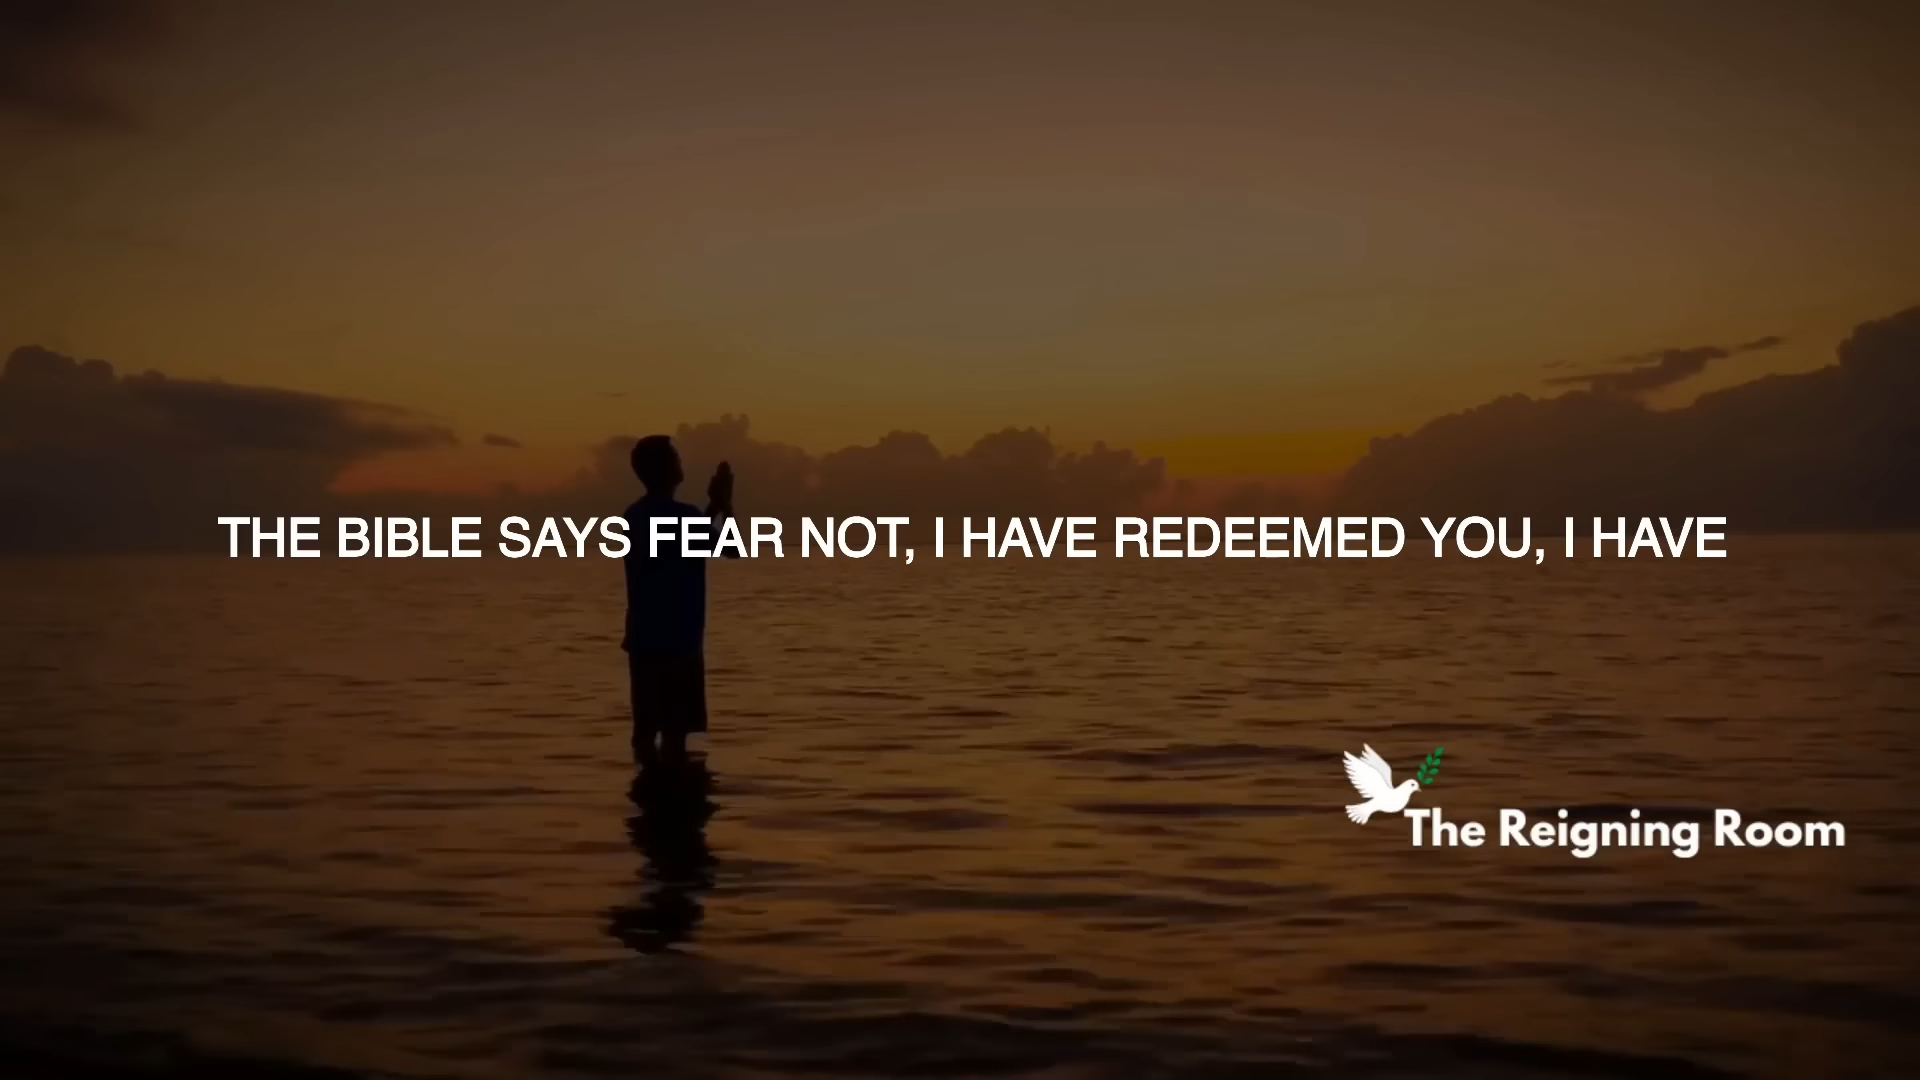 THE BIBLE SAYS FEAR NOT, I HAVE REDEEMED YOU, I HAVE
The Reigning Room